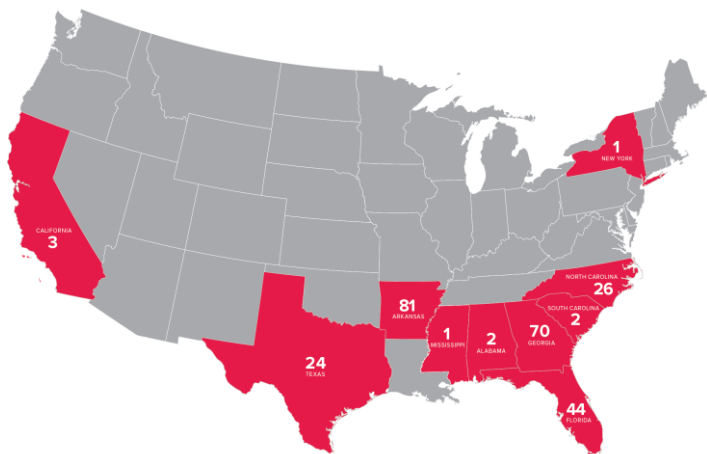 1
NEW YORK
CALIFORNIA
3
NORTH CAROLINA
26
81
ARKANSAS
SOUTH CAROLINA
2
1
MISSISSIPPI
2
ALABAMA
70
GEORGIA
24
TEXAS
44
FLORIDA